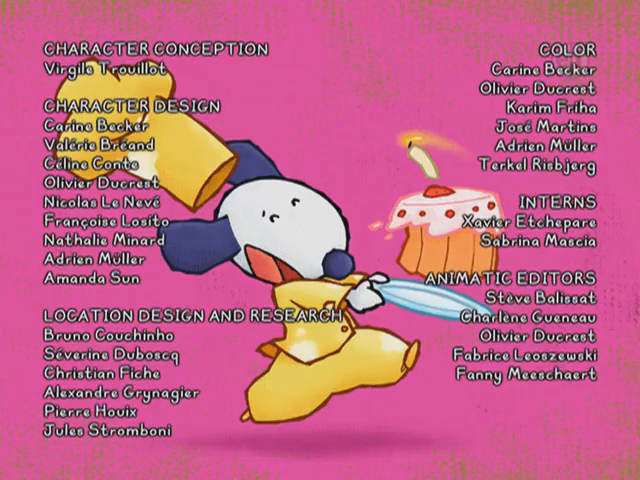 CHARACTER CONCEPTION
Virgile Trouillot
CHARACTER DESIGN
Carine Becker
Valérie Bréand
Céline Conte
Olivier Ducrest
Nicolas Le Nevé
Françoise Losito
Nathalie Minard
Adrien Müller
Amanda Sun
LOCATION DESIGN AND RESEARCH
Bruno Couchinho
Séverine Duboscq
Christian Fiche
Alexandre Grynagier
Pierre Houix
Jules Stromboni
COLOR
Carine Becker
Olivier Ducrest
Karim Friha
José Martins
Adrien Müller
Terkel Risbjerg
INTERNS
Xavier Etchepare
Sabrina Mascia
ANIMATIC EDITORS
Stève Balissat
Charlène Gueneau
Olivier Ducrest
Fabrice Leoszewski
Fanny Meeschaert